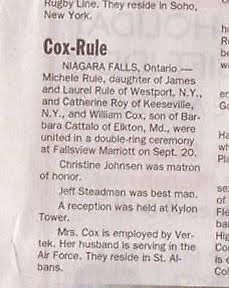 Rugby Line. They reside in Soho,
New York.
Cox-Rule
NIAGARA FALLS, Ontario —
Michele Rule, daughter of James
and Laurel Rule of Westport, N.Y.,
and Catherine Roy of Keeseville,
N.Y., and William Cox, son of Bar-
bara Cattalo of Elkton, Md., were
united in a double-ring ceremony
at Fallsview Marriott on Sept. 20.
Christine Johnsen was matron
of honor.
Jeff Steadman was best man.
A reception was held at Kylon
Tower.
Mrs. Cox is employed by Ver-
tek. Her husband is serving in the
Air Force. They reside in St. Al-
bans.